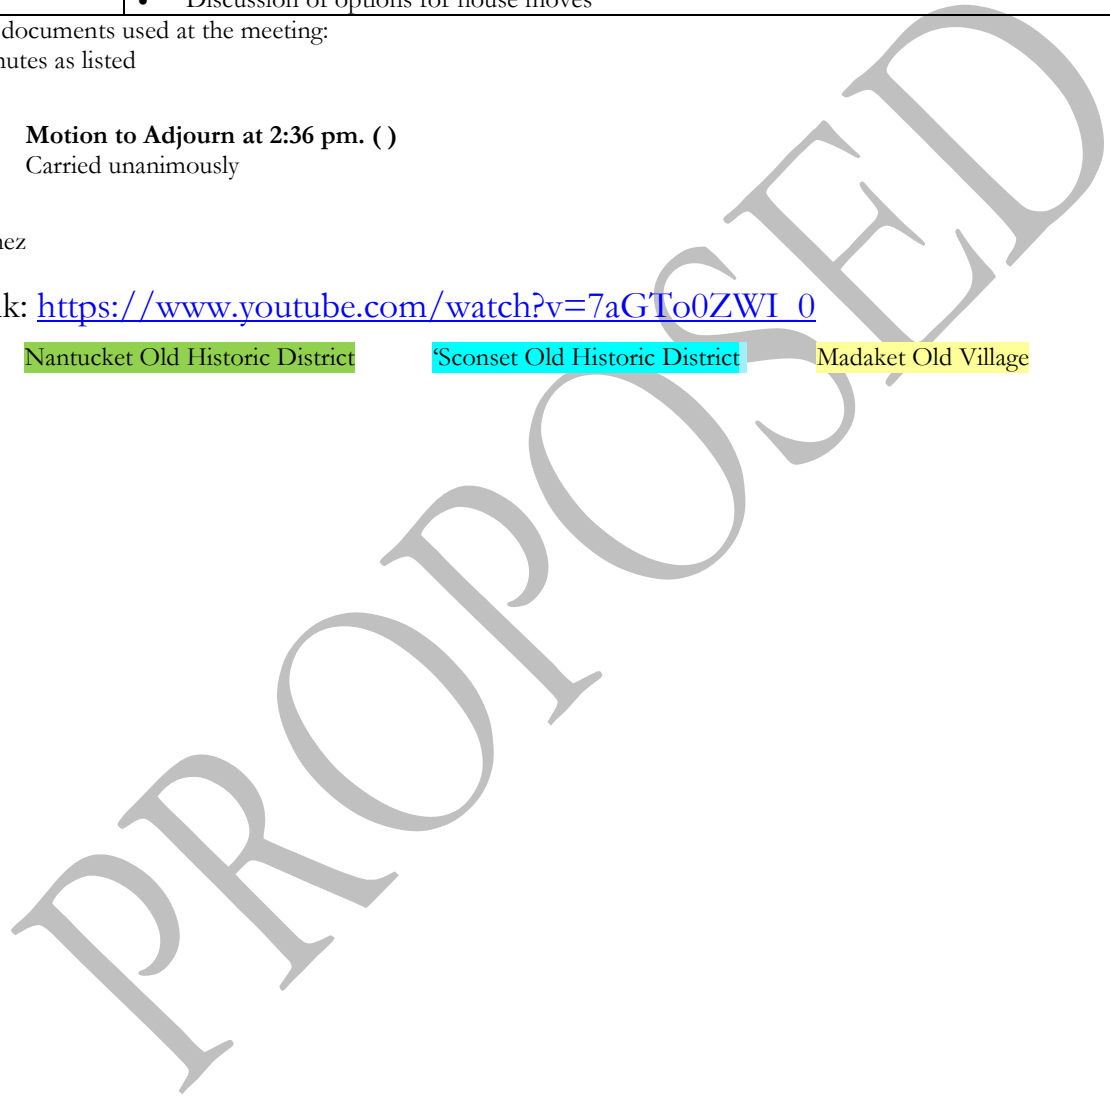 • Discussion of options for house moves
documents used at the meeting:
nutes as listed
Motion to Adjourn at 2:36 pm. ( )
Carried unanimously
nez
k: https://www.youtube.com/watch?v=7aGTo0ZWI_0
Nantucket Old Historic District ‘Sconset Old Historic District Madaket Old Village
PROPOSED